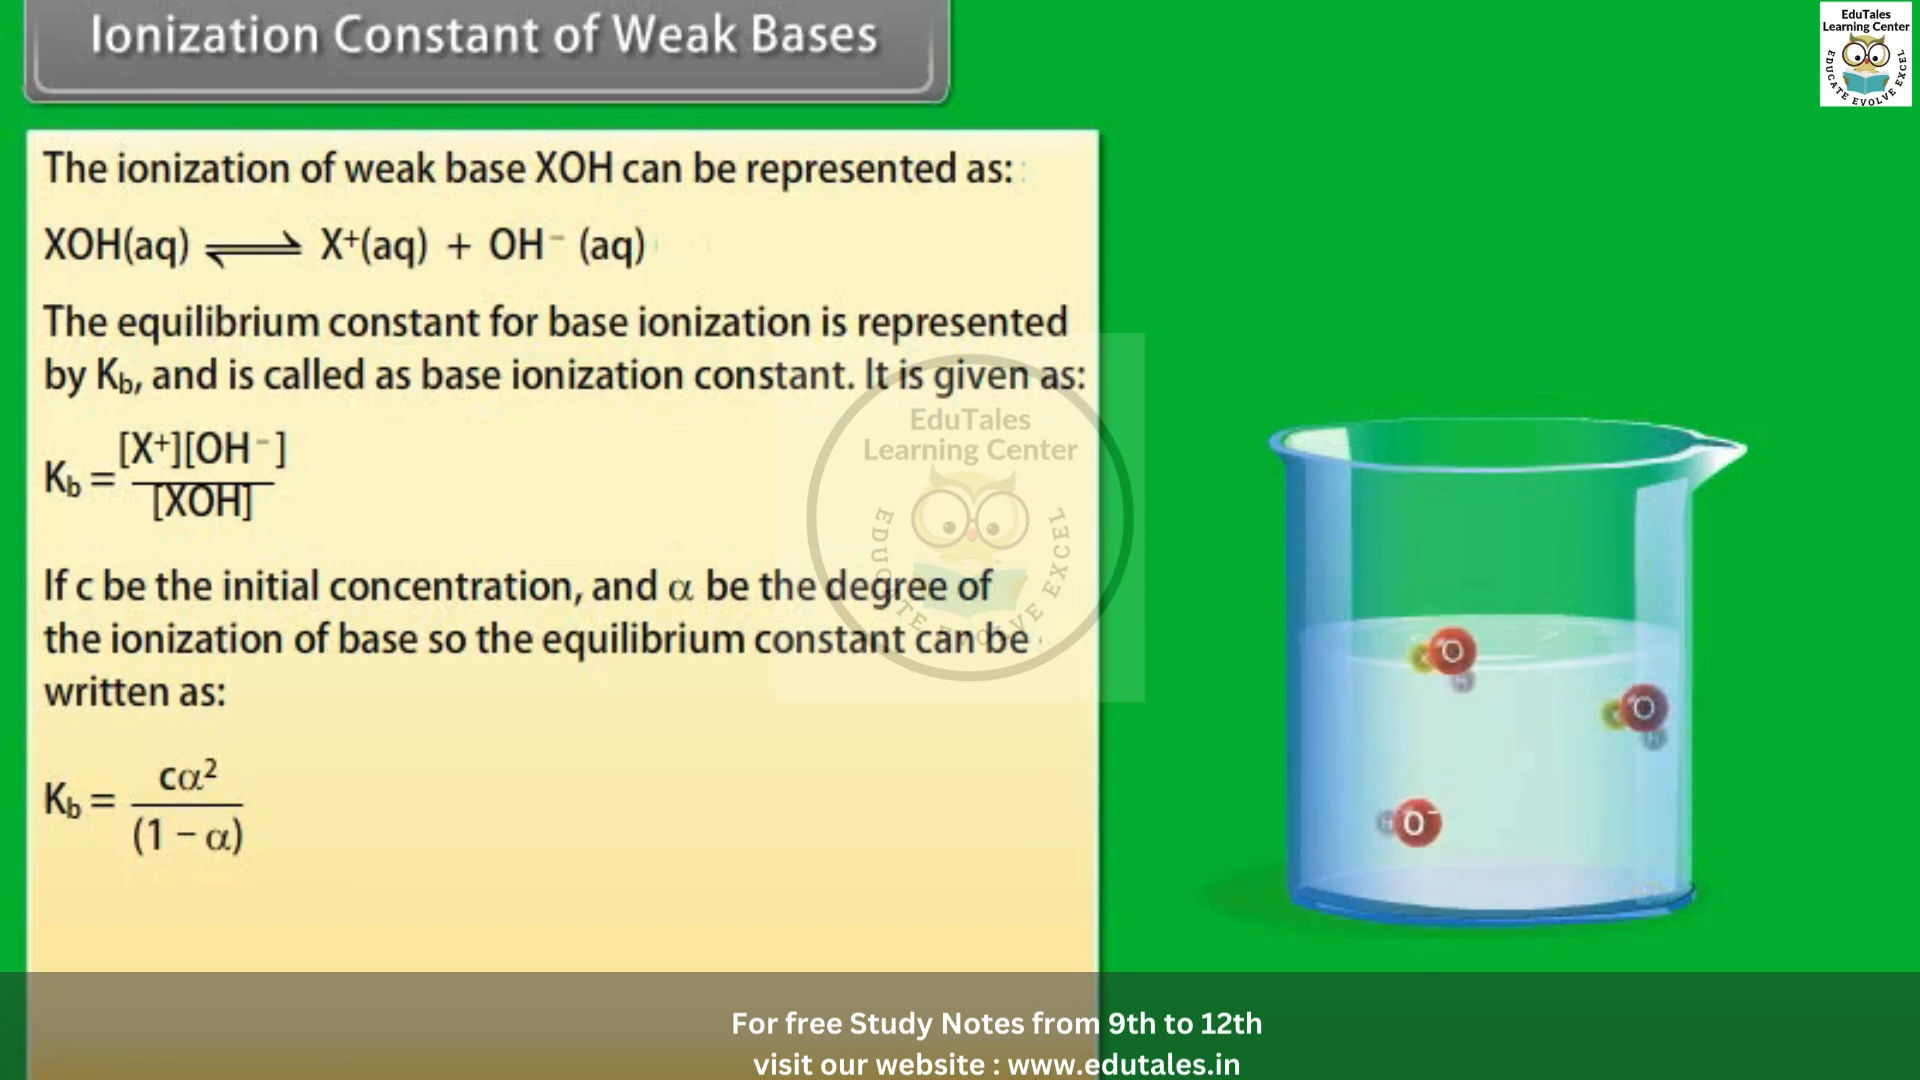 Ionization Constant of Weak Bases
EduTales
Learning Center
EDUCATE EVOLVE EXCEL
The ionization of weak base XOH can be represented as:
XOH(aq) ⇌ X⁺(aq) + OH⁻ (aq)
The equilibrium constant for base ionization is represented
by K_b, and is called as base ionization constant. It is given as:
K_b = [X⁺][OH⁻]
[XOH]
EduTales
Learning Center
EDUCATE EVOLVE EXCEL
If c be the initial concentration, and α be the degree of
the ionization of base so the equilibrium constant can be
written as:
K_b = cα²
(1 – α)
O
H
O
H
H O⁻
For free Study Notes from 9th to 12th
visit our website : www.edutales.in